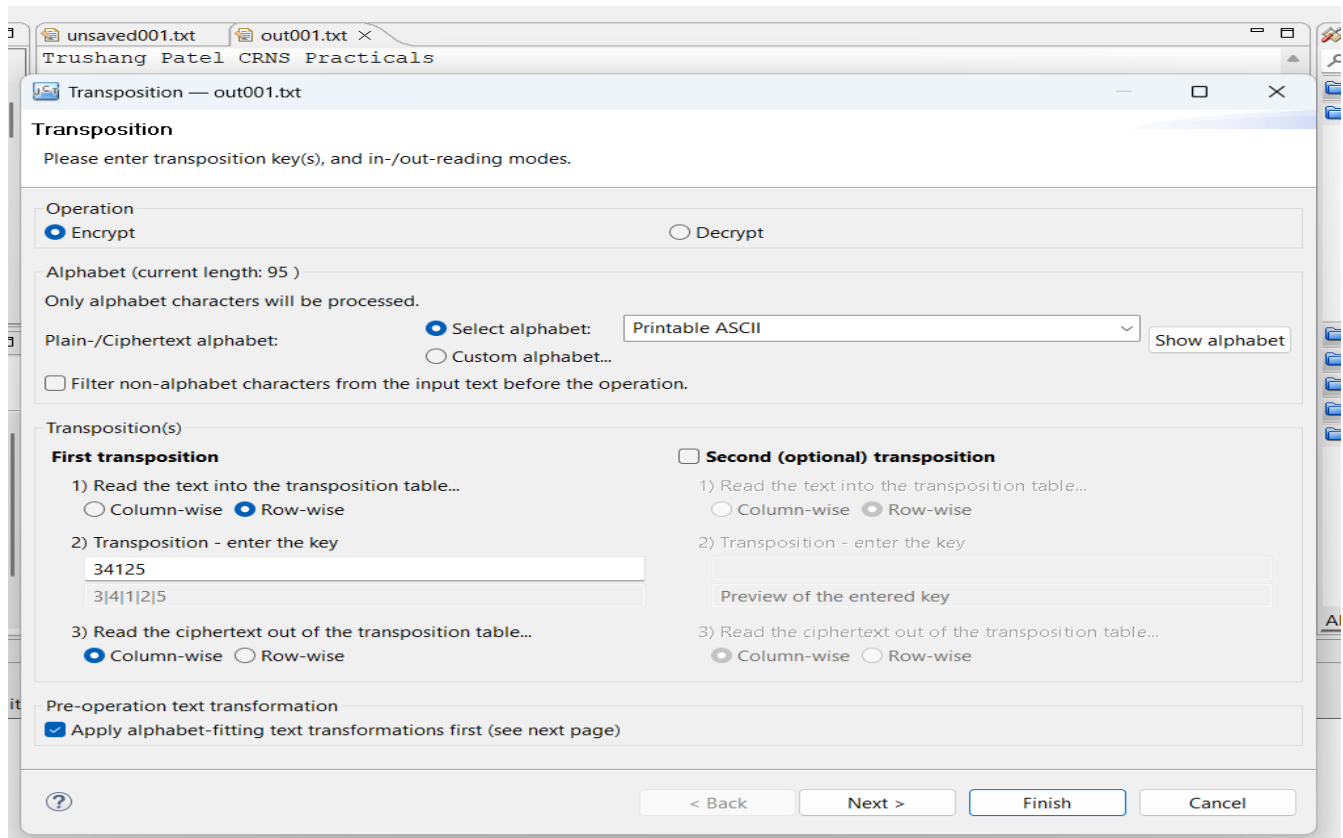 unsaved001.txt out001.txt
Trushang Patel CRNS Practicals
Transposition — out001.txt
Transposition
Please enter transposition key(s), and in-/out-reading modes.
Operation
Encrypt Decrypt
Alphabet (current length: 95 )
Only alphabet characters will be processed.
Plain-/Ciphertext alphabet:
Select alphabet: Printable ASCII
Show alphabet
Custom alphabet...
Filter non-alphabet characters from the input text before the operation.
Transposition(s)
First transposition
1) Read the text into the transposition table...
Column-wise Row-wise
2) Transposition - enter the key
34125
3|4|1|2|5
3) Read the ciphertext out of the transposition table...
Column-wise Row-wise
Second (optional) transposition
1) Read the text into the transposition table...
Column-wise Row-wise
2) Transposition - enter the key
Preview of the entered key
3) Read the ciphertext out of the transposition table...
Column-wise Row-wise
Pre-operation text transformation
Apply alphabet-fitting text transformations first (see next page)
? < Back Next > Finish Cancel